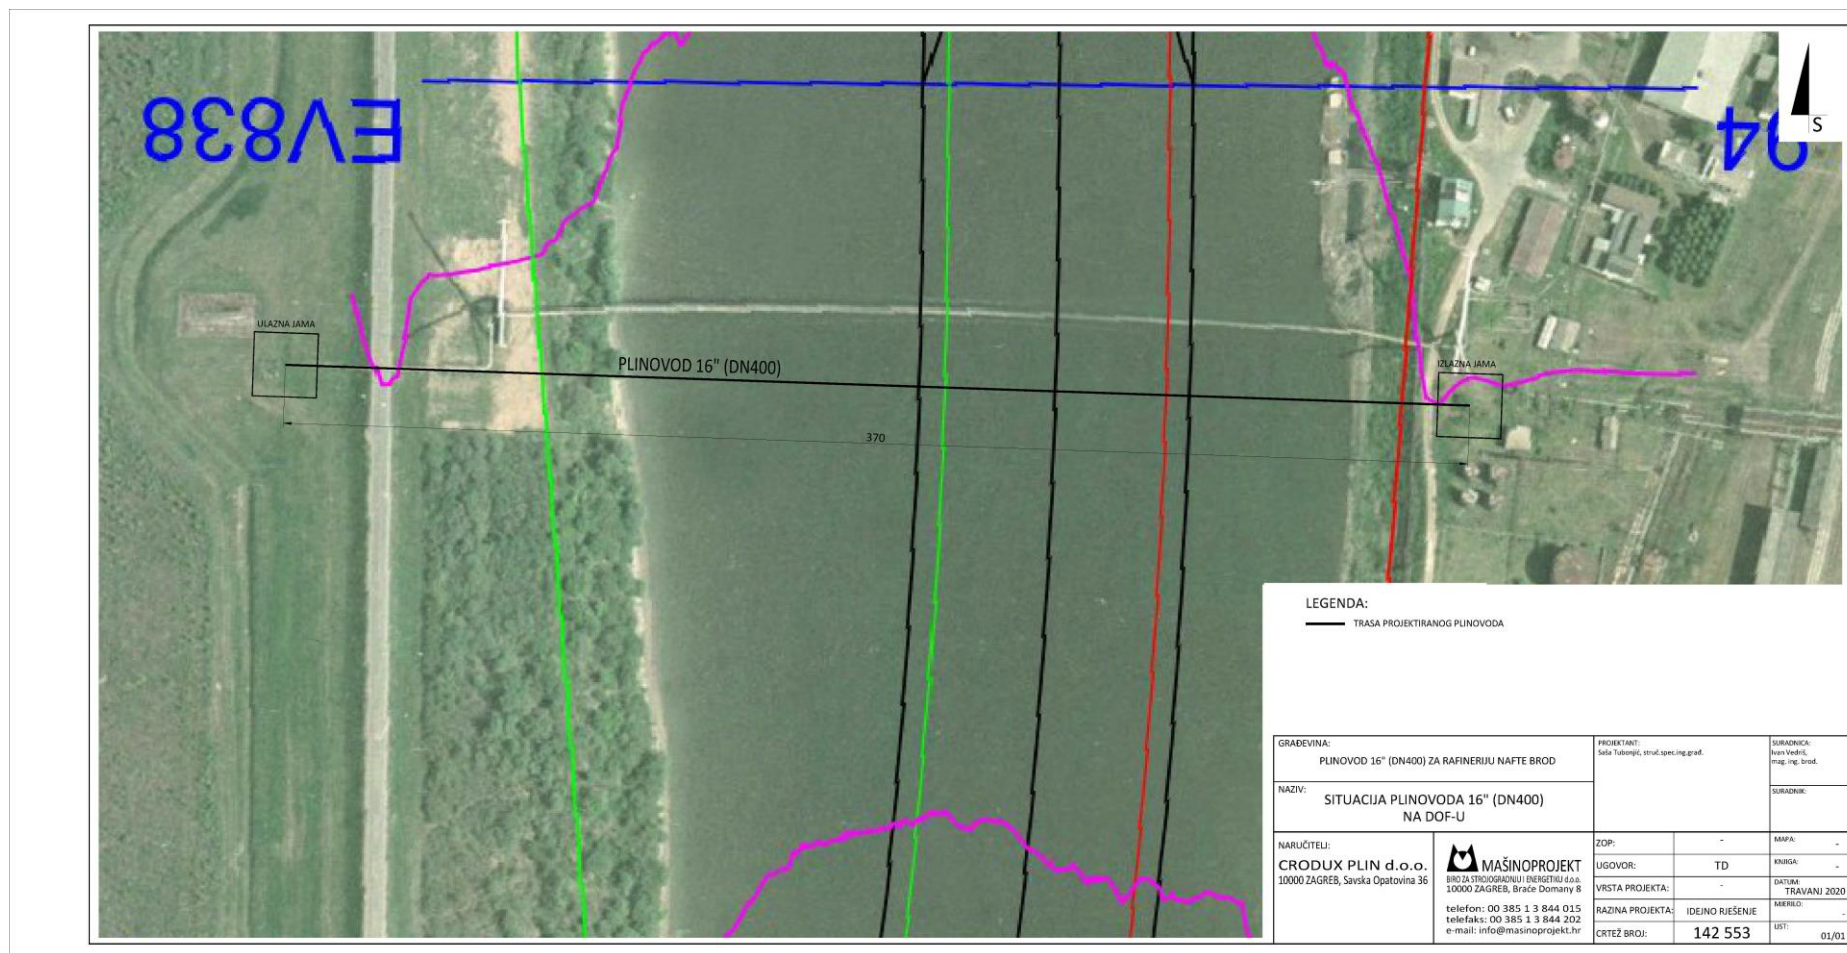 EV838
94
S
ULAZNA JAMA
PLINOVOD 16" (DN400)
IZLAZNA JAMA
370
LEGENDA:
TRASA PROJEKTIRANOG PLINOVODA
GRAĐEVINA:
PLINOVOD 16" (DN400) ZA RAFINERIJU NAFTE BROD
NAZIV:
SITUACIJA PLINOVODA 16" (DN400)
NA DOF-U
NARUČITELJ:
CRODUX PLIN d.o.o.
10000 ZAGREB, Savska Opatovina 36
MAŠINOPROJEKT
BIRO ZA STROJOGRADNJU I ENERGETIKU d.o.o.
10000 ZAGREB, Braće Domany 8
telefon: 00 385 1 3 844 015
telefaks: 00 385 1 3 844 202
e-mail: info@masinoprojekt.hr
PROJEKTANT:
Saša Tubonjić, struč.spec.ing.građ.
SURADNICA:
Ivan Vedriš,
mag. ing. brod.
SURADNIK:
ZOP: -
MAPA: -
UGOVOR: TD
KNJIGA: -
VRSTA PROJEKTA: -
DATUM:
TRAVANJ 2020
RAZINA PROJEKTA: IDEJNO RJEŠENJE
MJERILO:
-
CRTEŽ BROJ: 142 553
LIST:
01/01